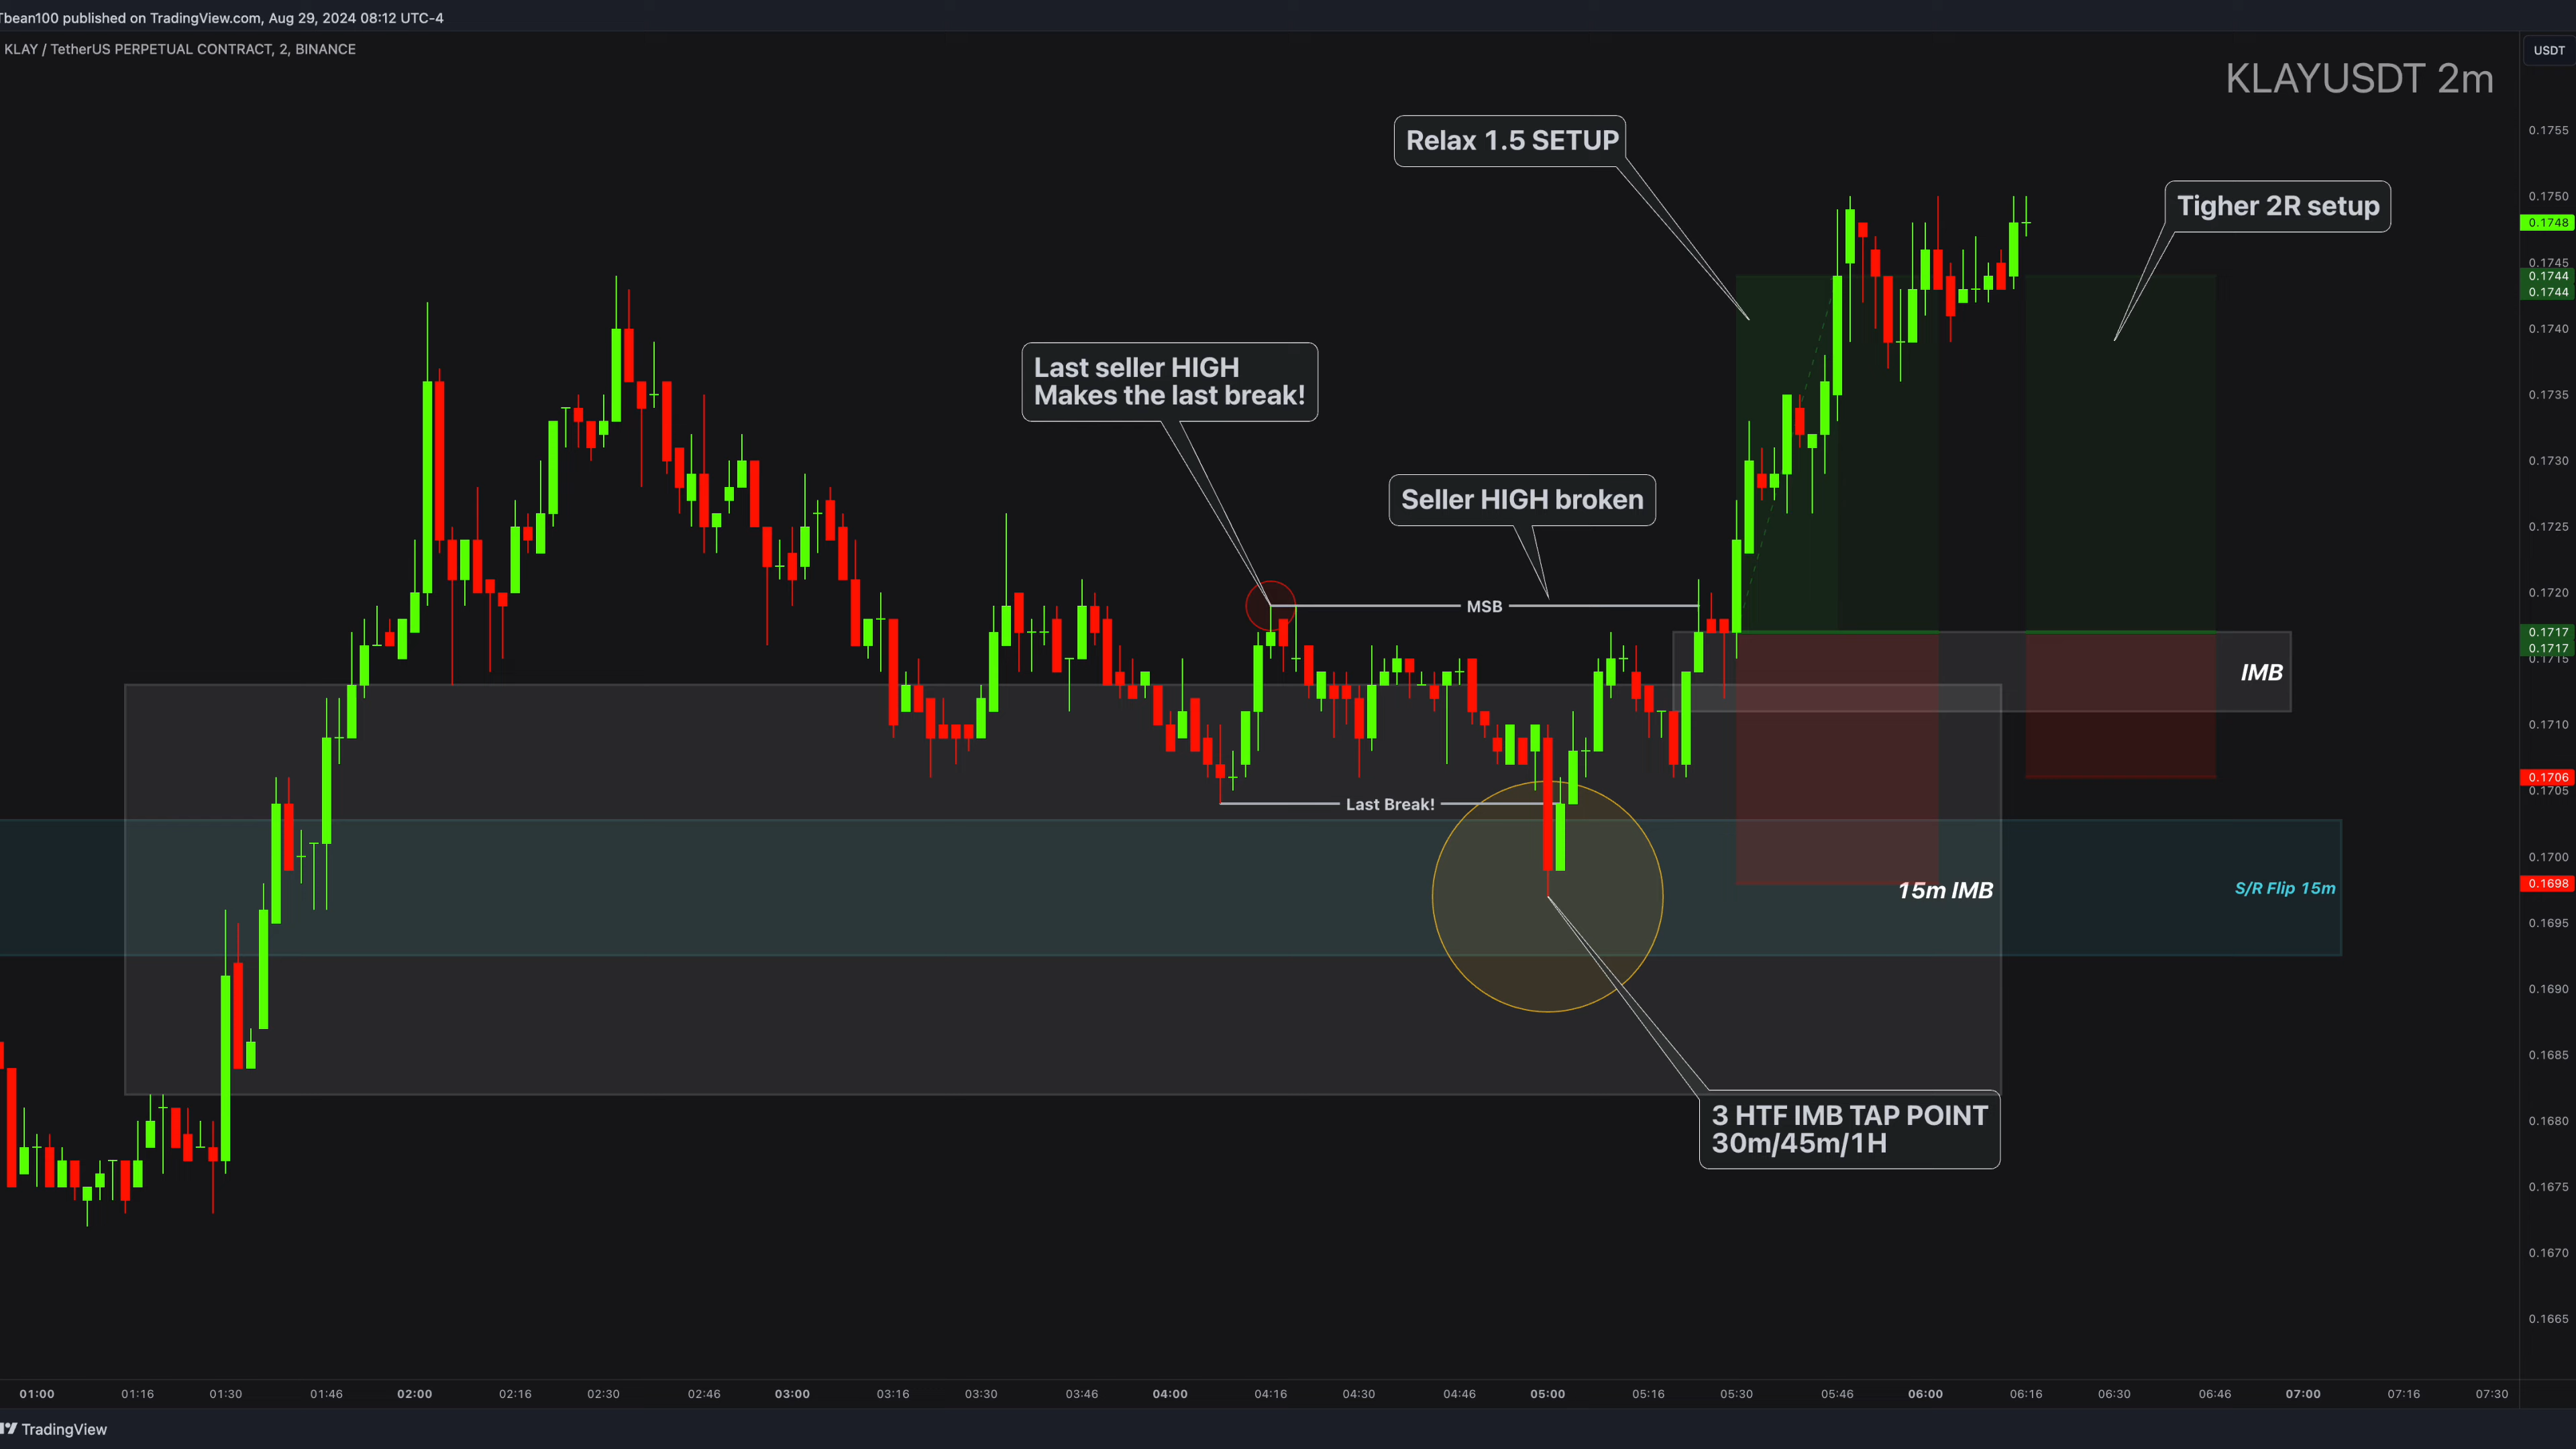 Tbean100 published on TradingView.com, Aug 29, 2024 08:12 UTC-4
KLAY / TetherUS PERPETUAL CONTRACT, 2, BINANCE
USDT
KLAYUSDT 2m
Relax 1.5 SETUP
Tigher 2R setup
Last seller HIGH
Makes the last break!
Seller HIGH broken
MSB
IMB
Last Break!
15m IMB
S/R Flip 15m
3 HTF IMB TAP POINT
30m/45m/1H
0.1755
0.1750
0.1748
0.1745
0.1744
0.1744
0.1740
0.1735
0.1730
0.1725
0.1720
0.1717
0.1717
0.1715
0.1710
0.1706
0.1705
0.1700
0.1698
0.1695
0.1690
0.1685
0.1680
0.1675
0.1670
0.1665
01:00 01:16 01:30 01:46 02:00 02:16 02:30 02:46 03:00 03:16 03:30 03:46 04:00 04:16 04:30 04:46 05:00 05:16 05:30 05:46 06:00 06:16 06:30 06:46 07:00 07:16 07:30
TradingView